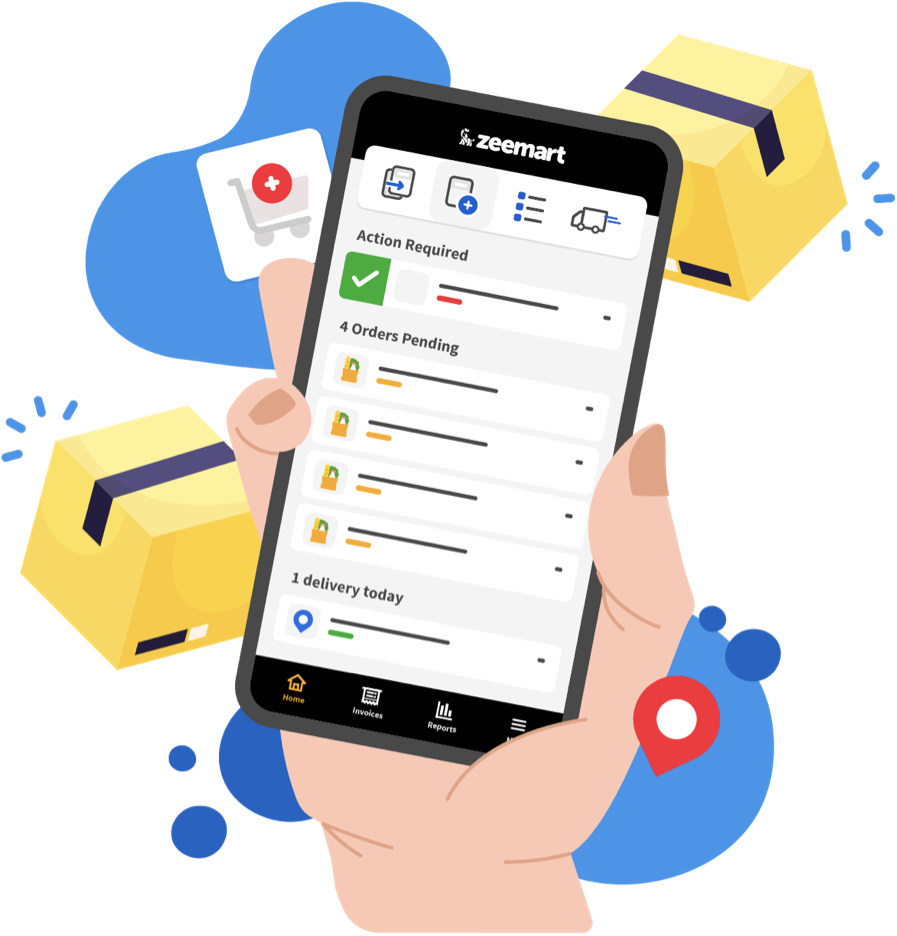 zeemart
Action Required
4 Orders Pending
1 delivery today
Home
Invoices
Reports